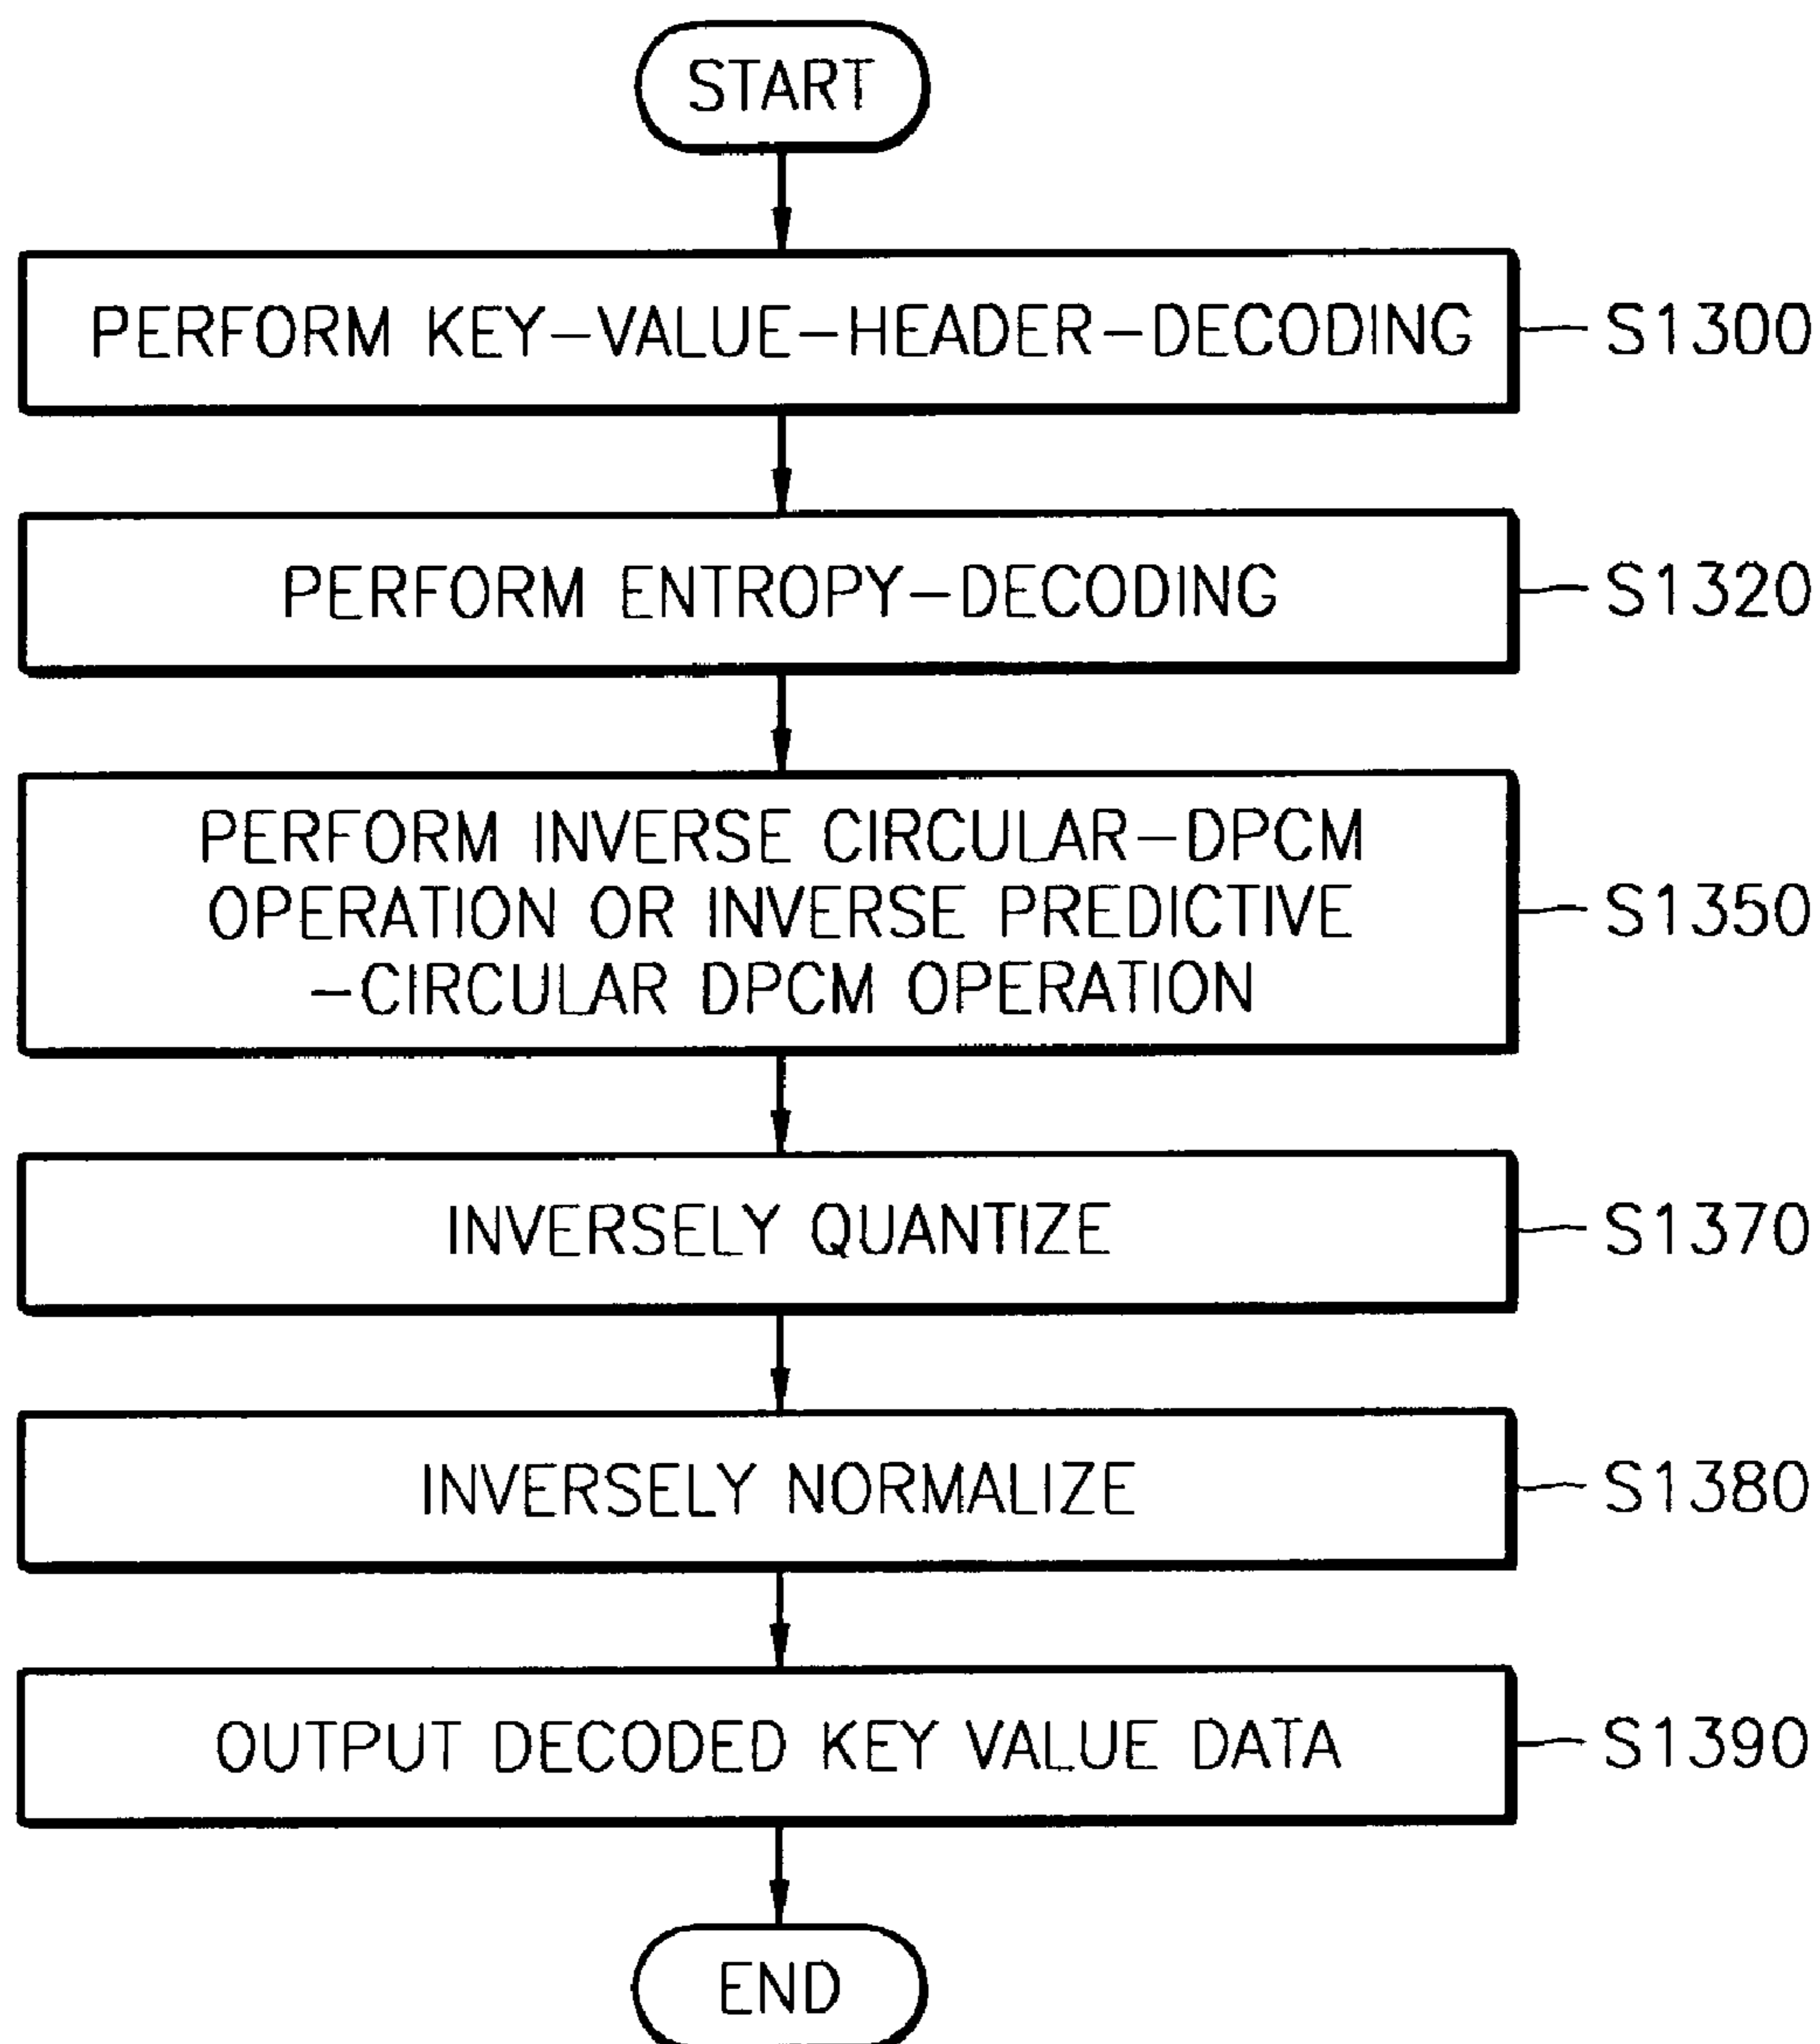 START
PERFORM KEY-VALUE-HEADER-DECODING
S1300
PERFORM ENTROPY-DECODING
S1320
PERFORM INVERSE CIRCULAR-DPCM
OPERATION OR INVERSE PREDICTIVE
-CIRCULAR DPCM OPERATION
S1350
INVERSELY QUANTIZE
S1370
INVERSELY NORMALIZE
S1380
OUTPUT DECODED KEY VALUE DATA
S1390
END